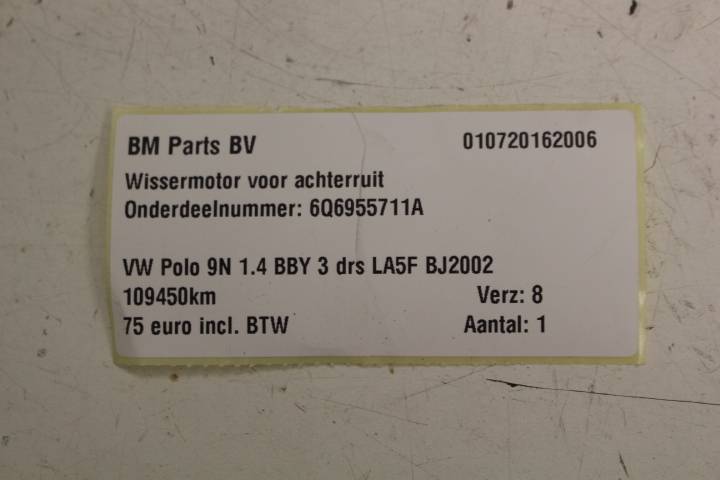 BM Parts BV 010720162006
Wissermotor voor achterruit
Onderdeelnummer: 6Q6955711A
VW Polo 9N 1.4 BBY 3 drs LA5F BJ2002
109450km Verz: 8
75 euro incl. BTW Aantal: 1